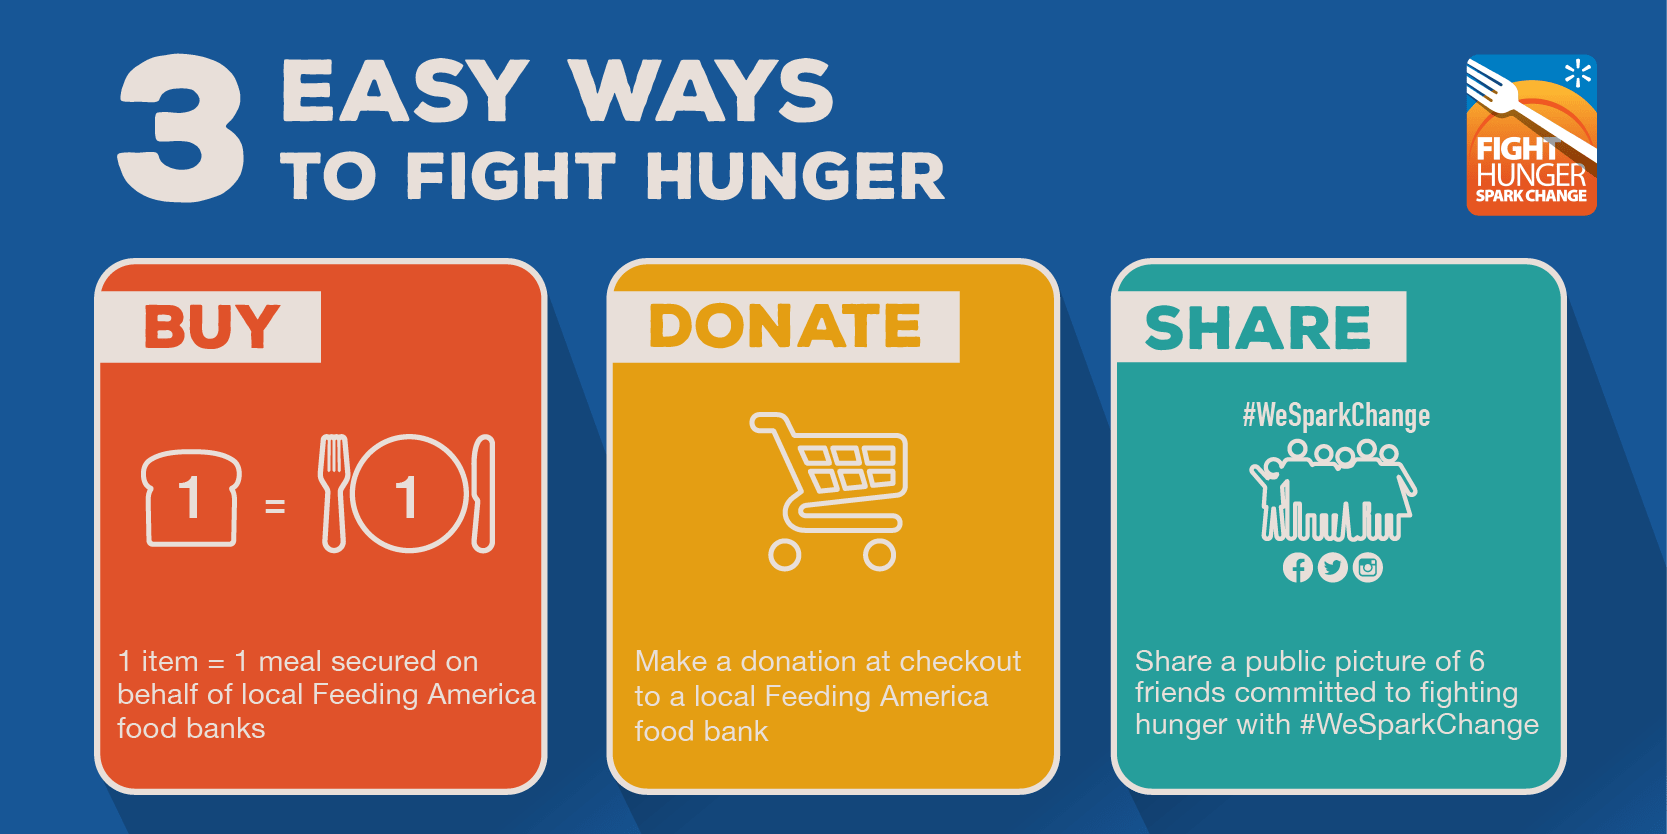 3 EASY WAYS
TO FIGHT HUNGER
FIGHT
HUNGER
SPARK CHANGE
BUY
1 = 1
1 item = 1 meal secured on
behalf of local Feeding America
food banks
DONATE
Make a donation at checkout
to a local Feeding America
food bank
SHARE
#WeSparkChange
Share a public picture of 6
friends committed to fighting
hunger with #WeSparkChange